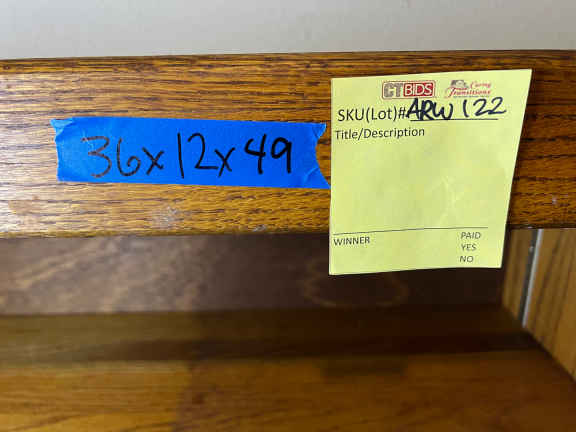 36x12x49
CTBIDS
Caring Transitions
SKU(Lot)# ARW 122
Title/Description
WINNER
PAID
YES
NO